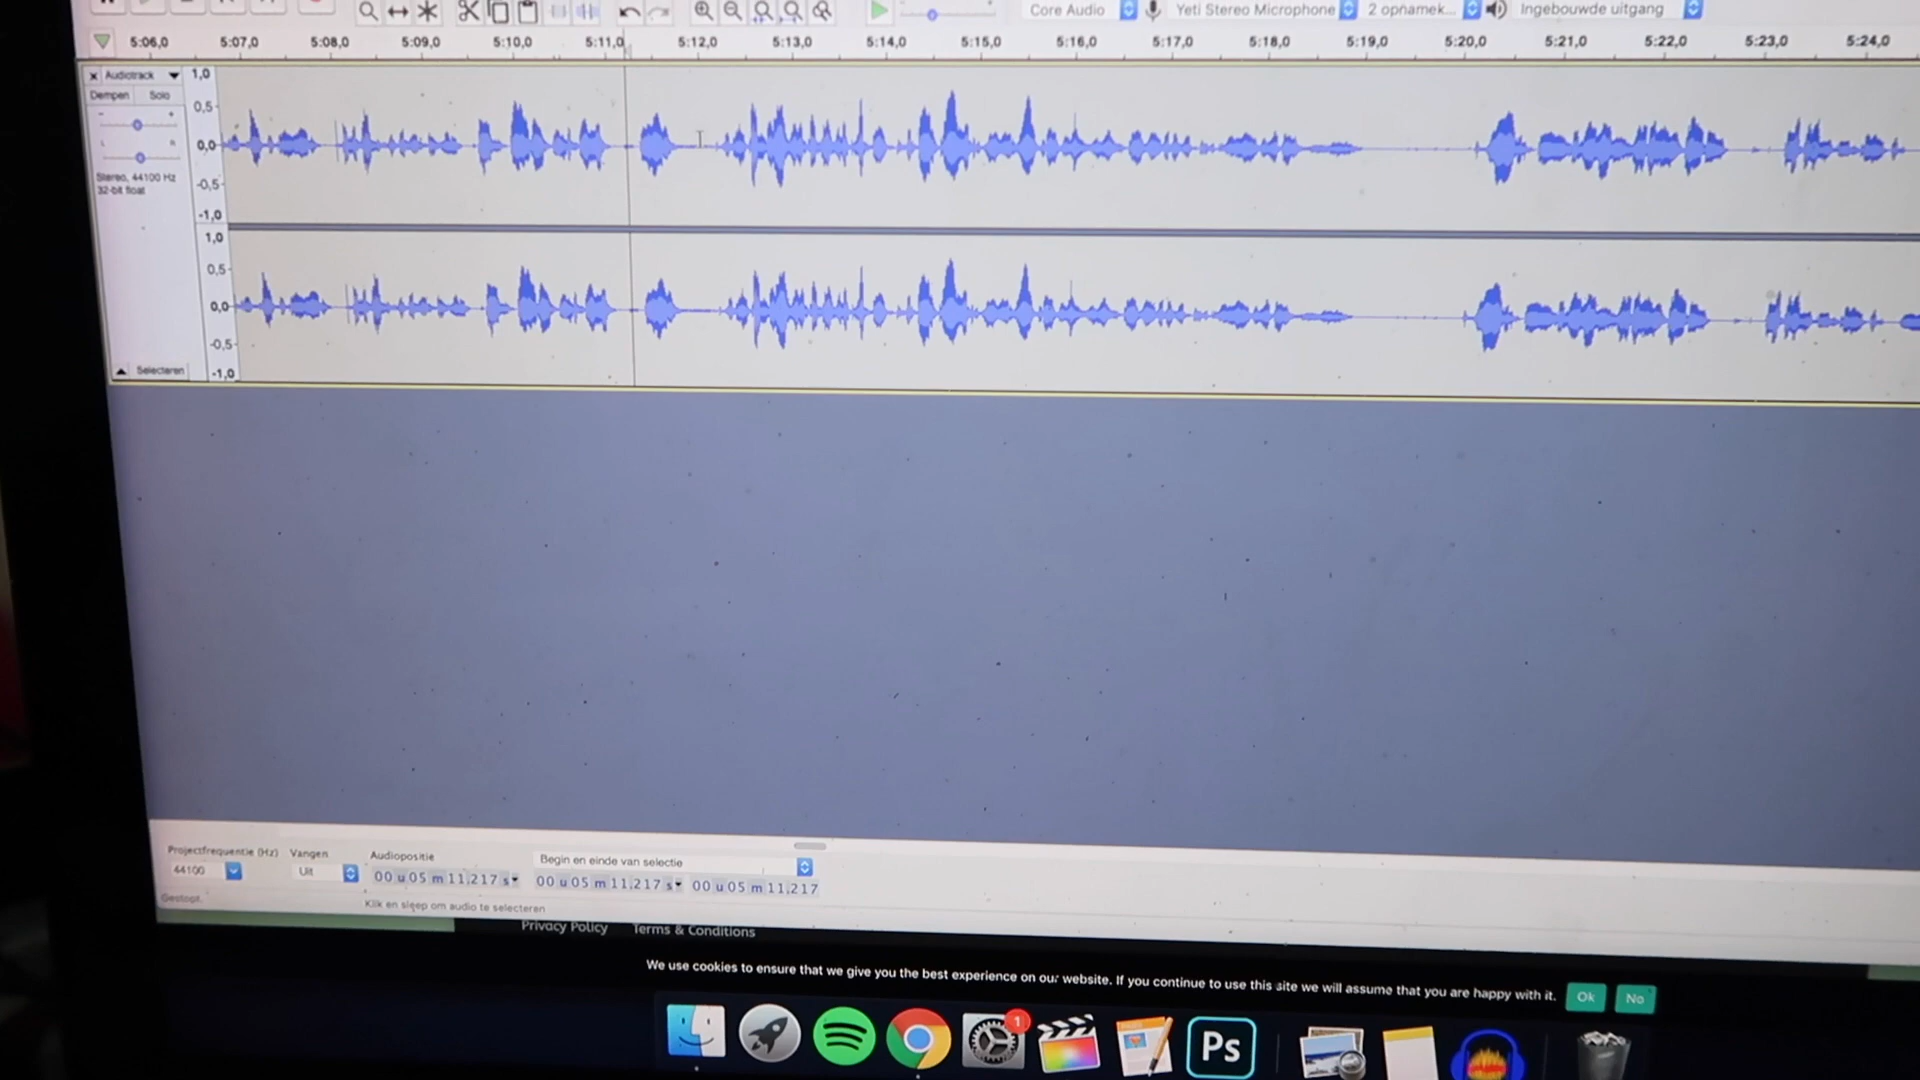 Core Audio Yeti Stereo Microphone 2 opnamek... Ingebouwde uitgang
5:06,0 5:07,0 5:08,0 5:09,0 5:10,0 5:11,0 5:12,0 5:13,0 5:14,0 5:15,0 5:16,0 5:17,0 5:18,0 5:19,0 5:20,0 5:21,0 5:22,0 5:23,0 5:24,0
x Audiotrack 1,0
Dempen Solo 0,5
- +
L R 0,0
Stereo, 44100 Hz
32-bit float -0,5
-1,0
1,0
0,5
0,0
-0,5
Selecteren -1,0
Projectfrequentie (Hz) Vangen Audiopositie Begin en einde van selectie
44100 Uit 00 u 05 m 11,217 s 00 u 05 m 11,217 s 00 u 05 m 11,217
Gestopt. Klik en sleep om audio te selecteren
Privacy Policy Terms & Conditions
We use cookies to ensure that we give you the best experience on our website. If you continue to use this site we will assume that you are happy with it. Ok No
1
Ps